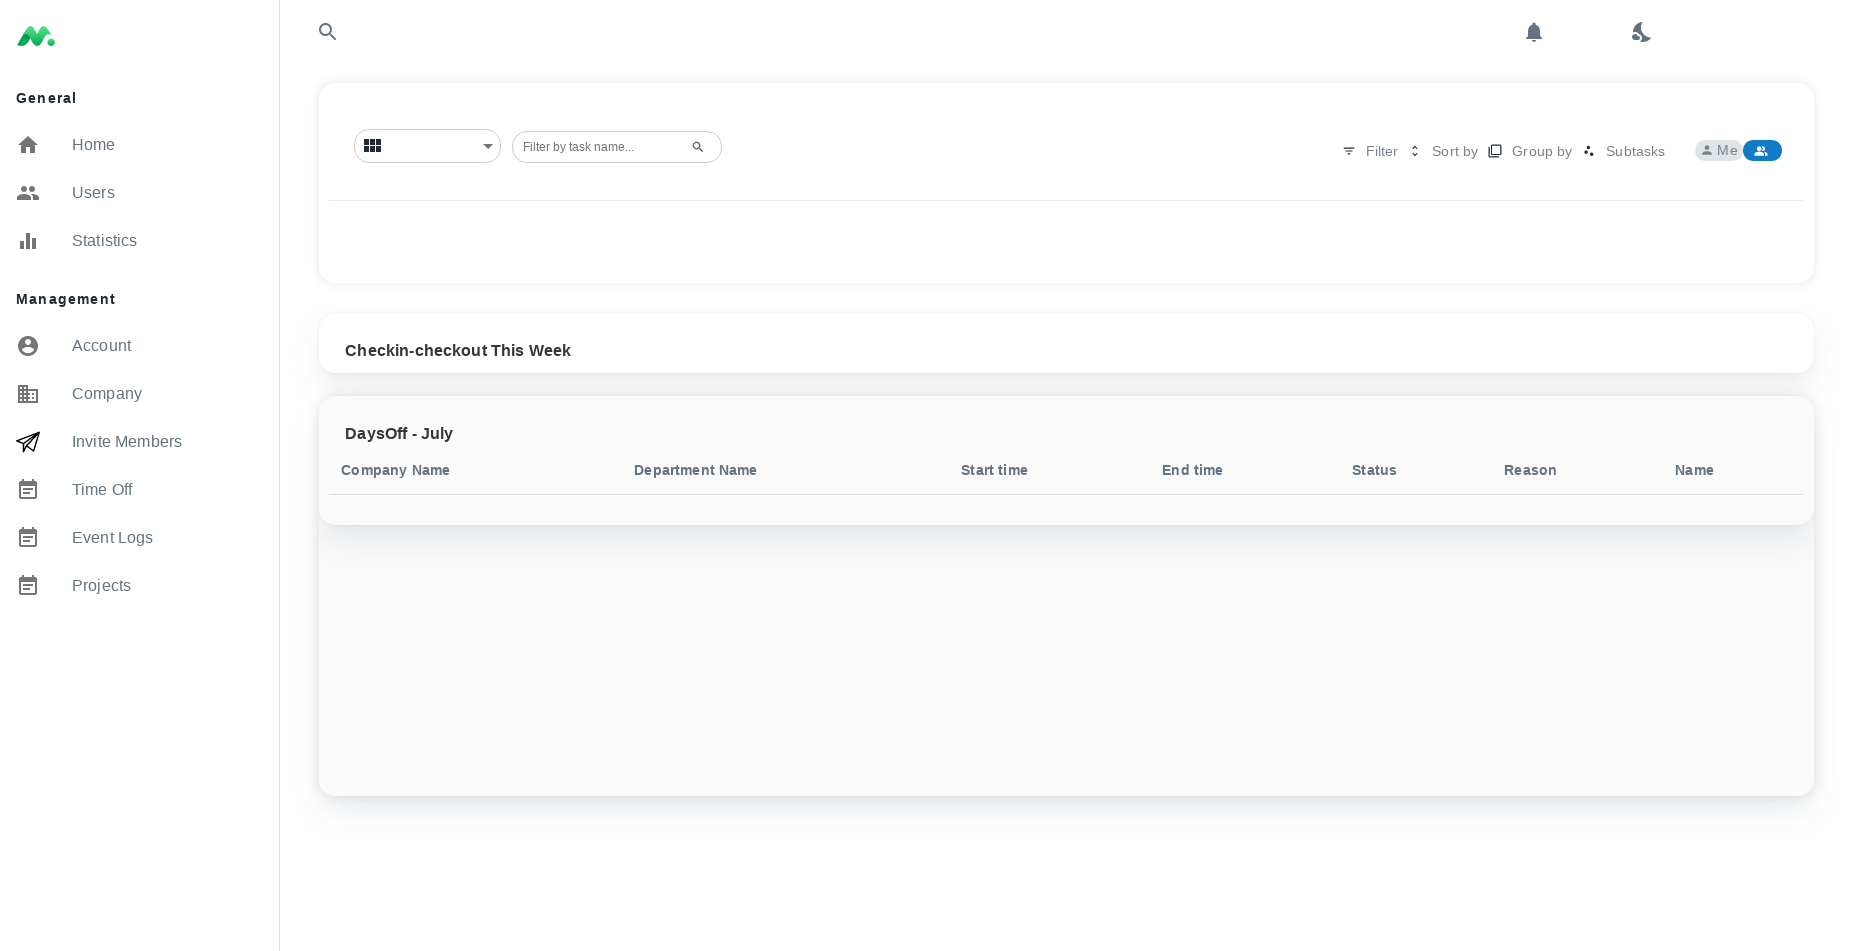 General
Home
Users
Statistics
Management
Account
Company
Invite Members
Time Off
Event Logs
Projects
Filter by task name...
Filter Sort by Group by Subtasks Me
Checkin-checkout This Week
DaysOff - July
Company Name Department Name Start time End time Status Reason Name